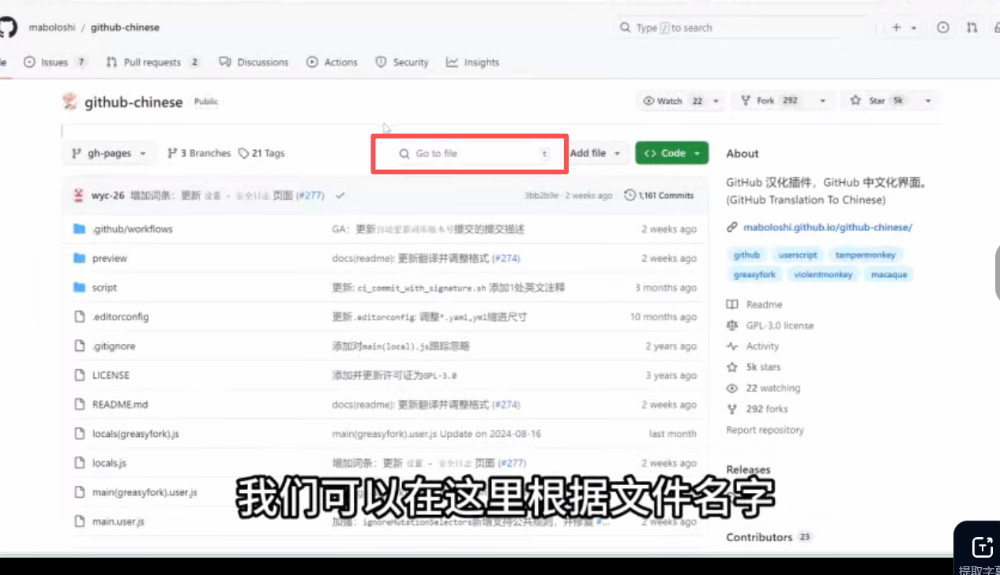 maboloshi / github-chinese
Type / to search
Issues 7 Pull requests 2 Discussions Actions Security Insights
github-chinese Public
Watch 22 Fork 292 Star 5k
gh-pages 3 Branches 21 Tags
Go to file t
Add file
Code
wyc-26 增加词条：更新 设置 - 安全日志 页面 (#277) 3bb2b9e · 2 weeks ago 1,161 Commits
.github/workflows GA：更新自动更新词库版本号提交的提交描述 2 weeks ago
preview docs(readme): 更新翻译并调整格式 (#274) 2 weeks ago
script 更新: ci_commit_with_signature.sh 添加1处英文注释 3 months ago
.editorconfig 更新.editorconfig: 调整*.yaml,yml缩进尺寸 10 months ago
.gitignore 添加对main(local).js跟踪忽略 2 years ago
LICENSE 添加并更新许可证为GPL-3.0 3 years ago
README.md docs(readme): 更新翻译并调整格式 (#274) 2 weeks ago
locals(greasyfork).js main(greasyfork).user.js Update on 2024-08-16 last month
locals.js 增加词条：更新 设置 - 安全日志 页面 (#277) 2 weeks ago
main(greasyfork).user.js
main.user.js 加强：ignoreMutationSelectors新增支持公共规则，并修复 #... 2 weeks ago
About
GitHub 汉化插件，GitHub 中文化界面。
(GitHub Translation To Chinese)
maboloshi.github.io/github-chinese/
github userscript tampermonkey
greasyfork violentmonkey macaque
Readme
GPL-3.0 license
Activity
5k stars
22 watching
292 forks
Report repository
Releases
Contributors 23
我们可以在这里根据文件名字
提取字幕